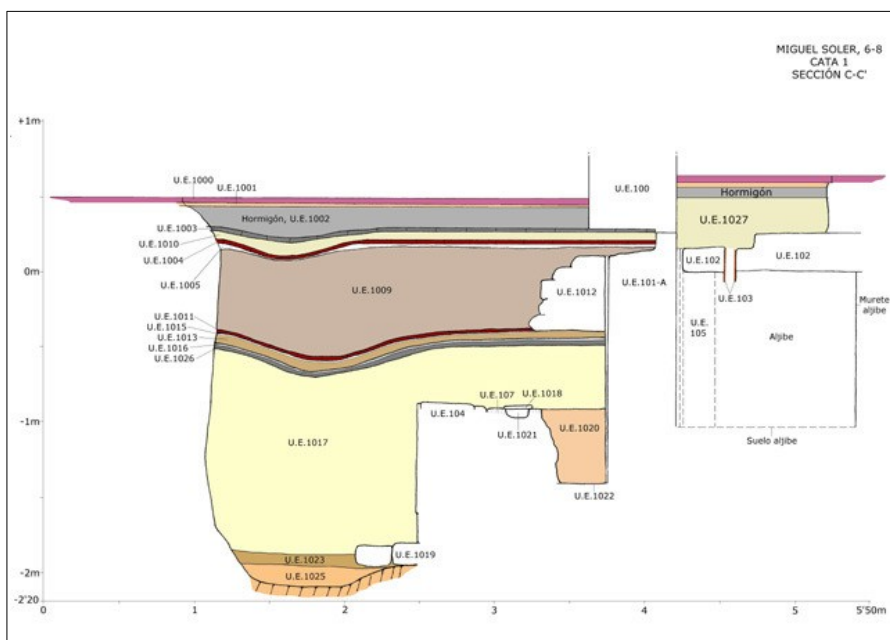 MIGUEL SOLER, 6-8
CATA 1
SECCIÓN C-C'
+1m
U.E.1000
U.E.1001
U.E.100
Hormigón
Hormigón, U.E.1002
U.E.1027
U.E.1003
U.E.1010
U.E.1004
0m
U.E.102
U.E.102
U.E.1005
U.E.1009
U.E.1012
U.E.101-A
U.E.103
Murete
aljibe
U.E.1011
U.E.1015
U.E.1013
U.E.1016
U.E.1026
U.E.
105
Aljibe
-1m
U.E.107
U.E.1018
U.E.104
U.E.1020
U.E.1021
U.E.1017
Suelo aljibe
U.E.1022
U.E.1023
U.E.1019
U.E.1025
-2m
-2'20
0
1
2
3
4
5
5'50m